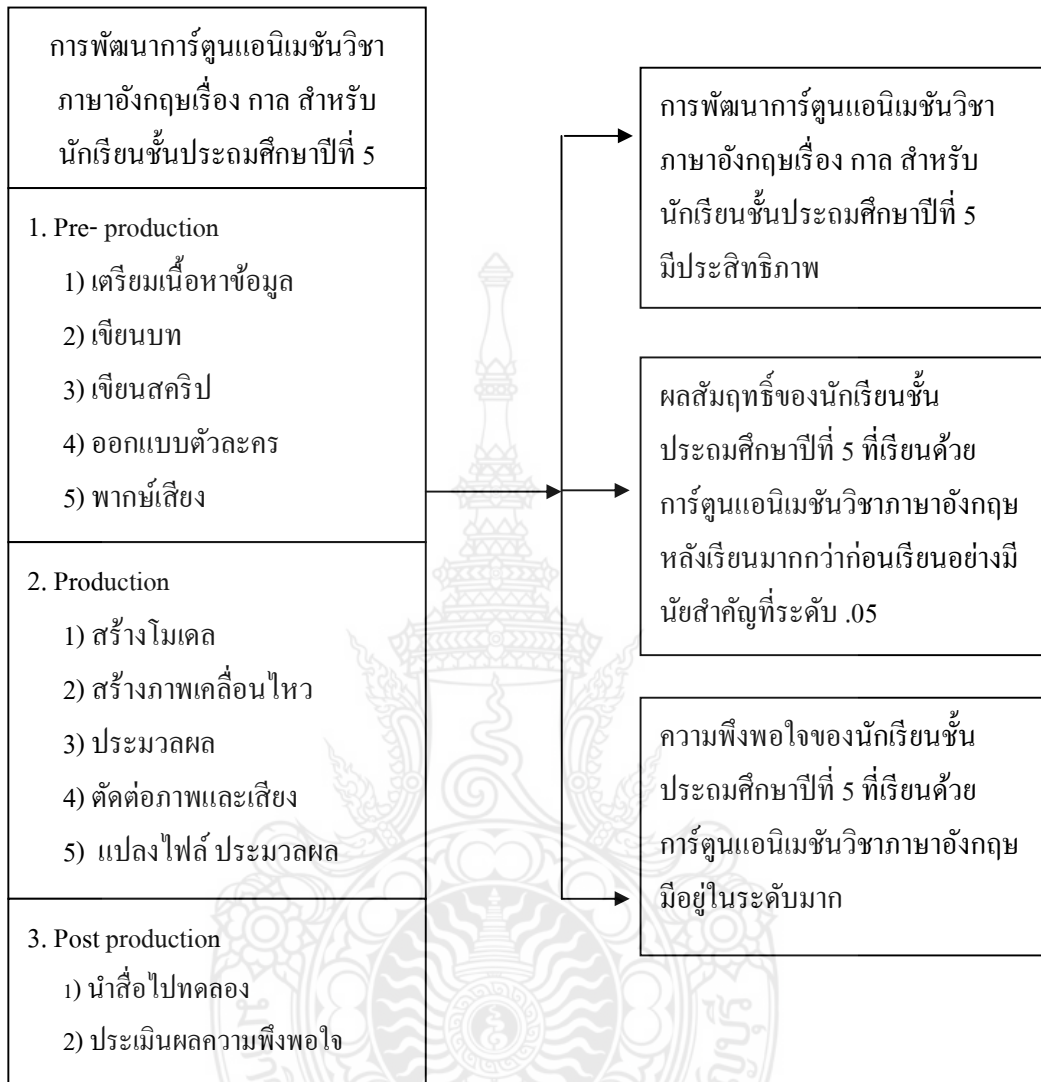 การพัฒนาการ์ตูนแอนิเมชันวิชา
ภาษาอังกฤษเรื่อง กาล สำหรับ
นักเรียนชั้นประถมศึกษาปีที่ 5
1. Pre- production
1) เตรียมเนื้อหาข้อมูล
2) เขียนบท
3) เขียนสคริป
4) ออกแบบตัวละคร
5) พากษ์เสียง
2. Production
1) สร้างโมเดล
2) สร้างภาพเคลื่อนไหว
3) ประมวลผล
4) ตัดต่อภาพและเสียง
5) แปลงไฟล์ ประมวลผล
3. Post production
1) นำสื่อไปทดลอง
2) ประเมินผลความพึงพอใจ
การพัฒนาการ์ตูนแอนิเมชันวิชา
ภาษาอังกฤษเรื่อง กาล สำหรับ
นักเรียนชั้นประถมศึกษาปีที่ 5
มีประสิทธิภาพ
ผลสัมฤทธิ์ของนักเรียนชั้น
ประถมศึกษาปีที่ 5 ที่เรียนด้วย
การ์ตูนแอนิเมชันวิชาภาษาอังกฤษ
หลังเรียนมากกว่าก่อนเรียนอย่างมี
นัยสำคัญที่ระดับ .05
ความพึงพอใจของนักเรียนชั้น
ประถมศึกษาปีที่ 5 ที่เรียนด้วย
การ์ตูนแอนิเมชันวิชาภาษาอังกฤษ
มีอยู่ในระดับมาก